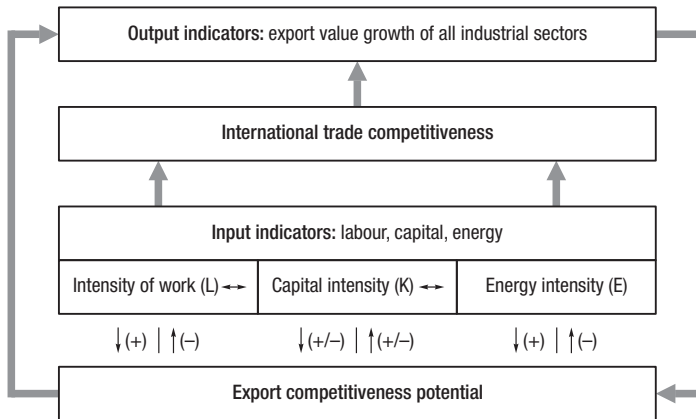 Output indicators: export value growth of all industrial sectors
International trade competitiveness
Input indicators: labour, capital, energy
Intensity of work (L) ↔ Capital intensity (K) ↔ Energy intensity (E)
↓(+) | ↑(–) ↓(+/–) | ↑(+/–) ↓(+) | ↑(–)
Export competitiveness potential